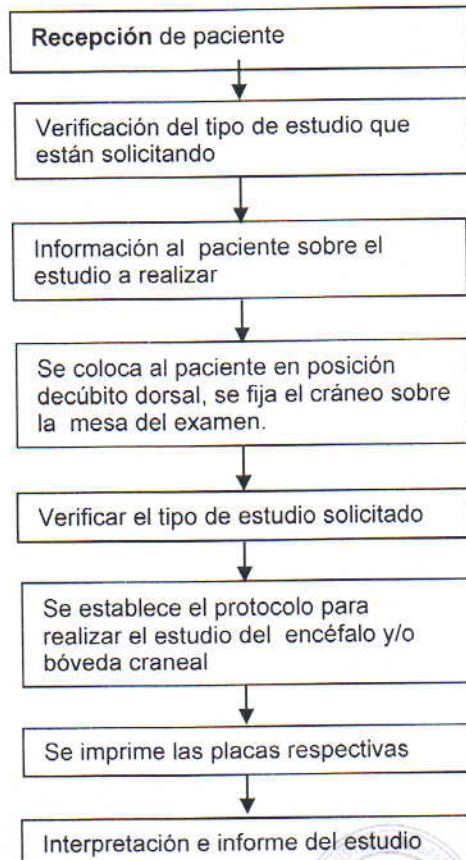 Recepción de paciente
Verificación del tipo de estudio que
están solicitando
Información al paciente sobre el
estudio a realizar
Se coloca al paciente en posición
decúbito dorsal, se fija el cráneo sobre
la mesa del examen.
Verificar el tipo de estudio solicitado
Se establece el protocolo para
realizar el estudio del encéfalo y/o
bóveda craneal
Se imprime las placas respectivas
Interpretación e informe del estudio